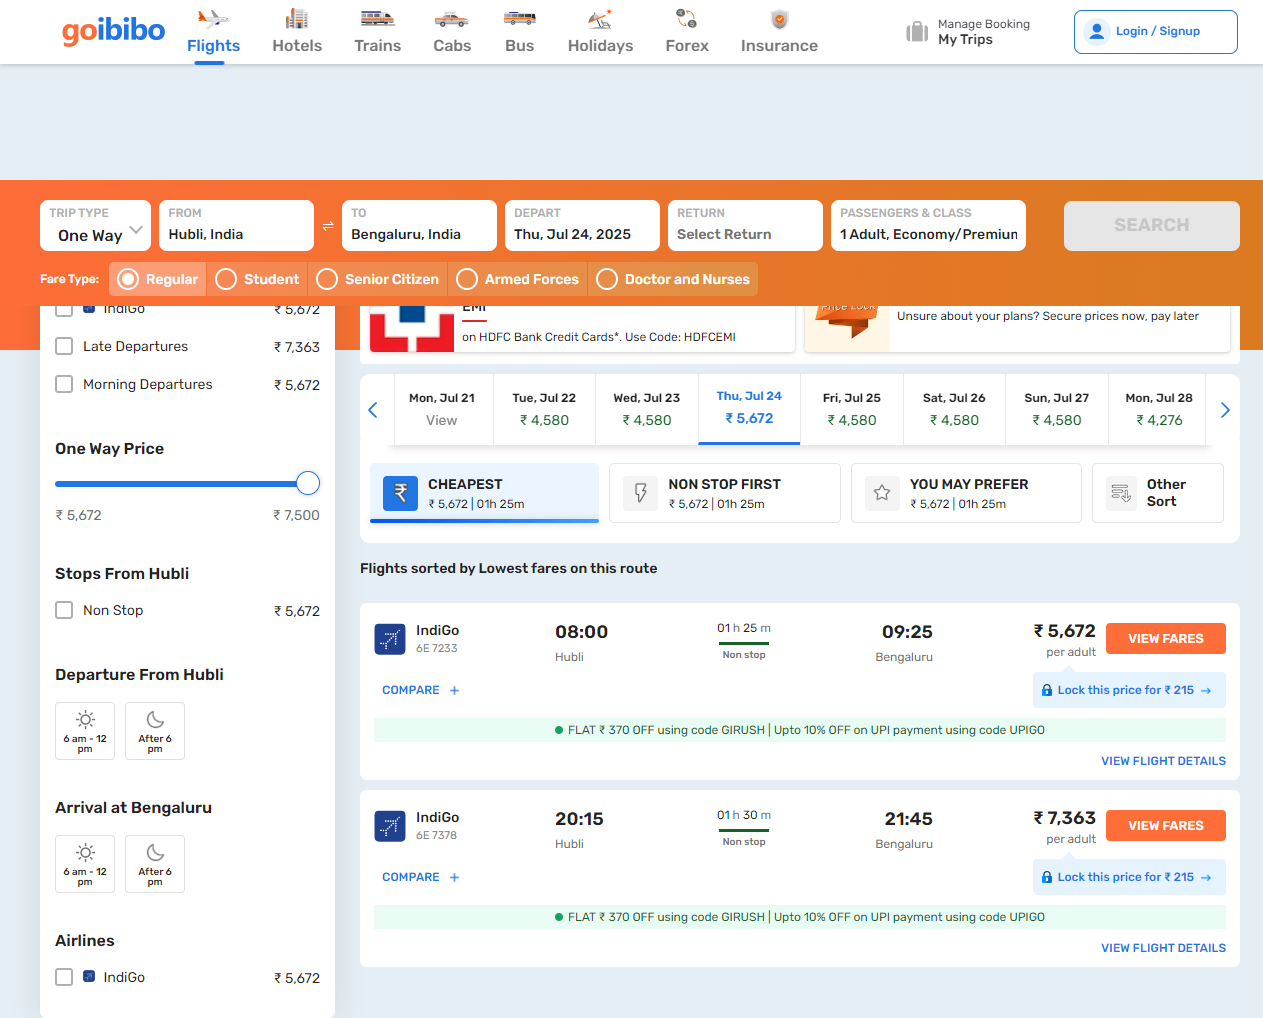 goibibo
Flights
Hotels
Trains
Cabs
Bus
Holidays
Forex
Insurance
Manage Booking
My Trips
Login / Signup
TRIP TYPE
One Way
FROM
Hubli, India
TO
Bengaluru, India
DEPART
Thu, Jul 24, 2025
RETURN
Select Return
PASSENGERS & CLASS
1 Adult, Economy/Premium
SEARCH
Fare Type:
Regular
Student
Senior Citizen
Armed Forces
Doctor and Nurses
IndiGo ₹ 5,672
Late Departures ₹ 7,363
Morning Departures ₹ 5,672
One Way Price
₹ 5,672 ₹ 7,500
Stops From Hubli
Non Stop ₹ 5,672
Departure From Hubli
6 am - 12
pm
After 6
pm
Arrival at Bengaluru
6 am - 12
pm
After 6
pm
Airlines
IndiGo ₹ 5,672
EMI
on HDFC Bank Credit Cards*. Use Code: HDFCEMI
Price Lock
Unsure about your plans? Secure prices now, pay later
Mon, Jul 21
View
Tue, Jul 22
₹ 4,580
Wed, Jul 23
₹ 4,580
Thu, Jul 24
₹ 5,672
Fri, Jul 25
₹ 4,580
Sat, Jul 26
₹ 4,580
Sun, Jul 27
₹ 4,580
Mon, Jul 28
₹ 4,276
CHEAPEST
₹ 5,672 | 01h 25m
NON STOP FIRST
₹ 5,672 | 01h 25m
YOU MAY PREFER
₹ 5,672 | 01h 25m
Other
Sort
Flights sorted by Lowest fares on this route
IndiGo
6E 7233
08:00
Hubli
01 h 25 m
Non stop
09:25
Bengaluru
₹ 5,672
per adult
VIEW FARES
COMPARE +
Lock this price for ₹ 215 →
FLAT ₹ 370 OFF using code GIRUSH | Upto 10% OFF on UPI payment using code UPIGO
VIEW FLIGHT DETAILS
IndiGo
6E 7378
20:15
Hubli
01 h 30 m
Non stop
21:45
Bengaluru
₹ 7,363
per adult
VIEW FARES
COMPARE +
Lock this price for ₹ 215 →
FLAT ₹ 370 OFF using code GIRUSH | Upto 10% OFF on UPI payment using code UPIGO
VIEW FLIGHT DETAILS